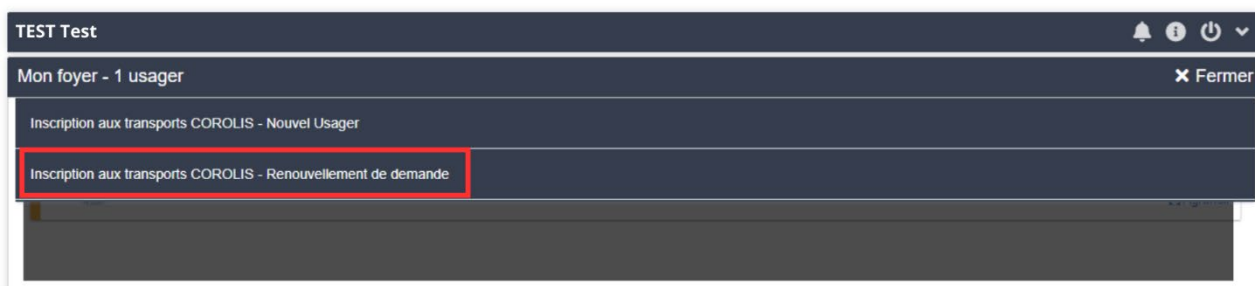 TEST Test
Mon foyer - 1 usager
Fermer
Inscription aux transports COROLIS - Nouvel Usager
Inscription aux transports COROLIS - Renouvellement de demande